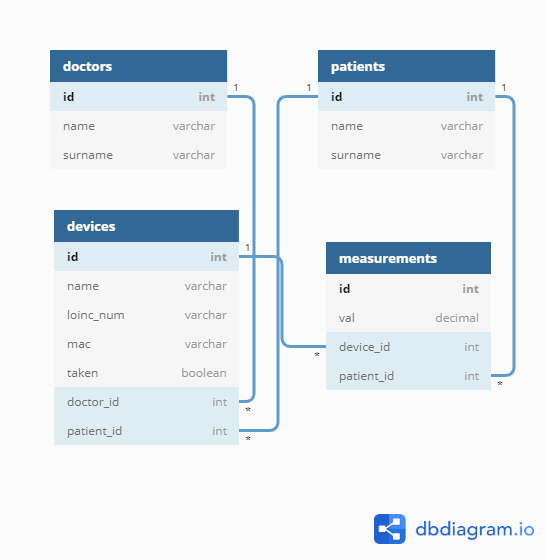 doctors
id int
name varchar
surname varchar
patients
id int
name varchar
surname varchar
devices
id int
name varchar
loinc_num varchar
mac varchar
taken boolean
doctor_id int
patient_id int
measurements
id int
val decimal
device_id int
patient_id int
1
1
1
1
*
*
*
*
dbdiagram.io